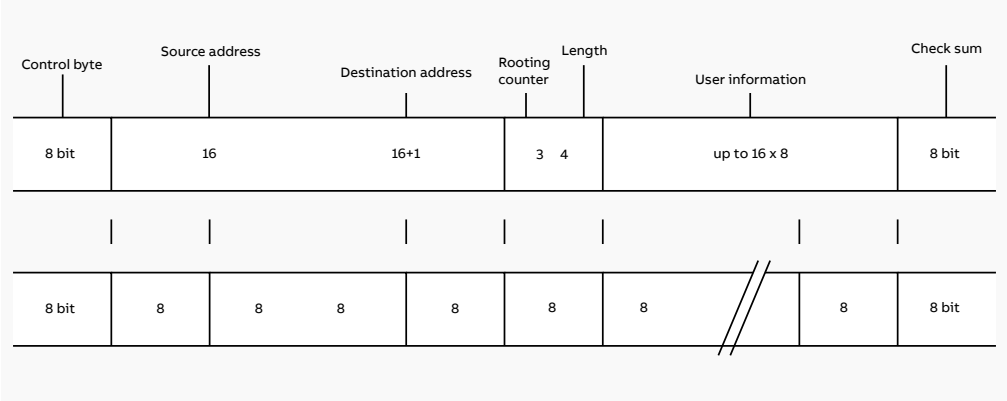 Control byte
Source address
Destination address
Rooting
counter
Length
User information
Check sum
8 bit
16
16+1
3
4
up to 16 x 8
8 bit
8 bit
8
8
8
8
8
8
8
8 bit